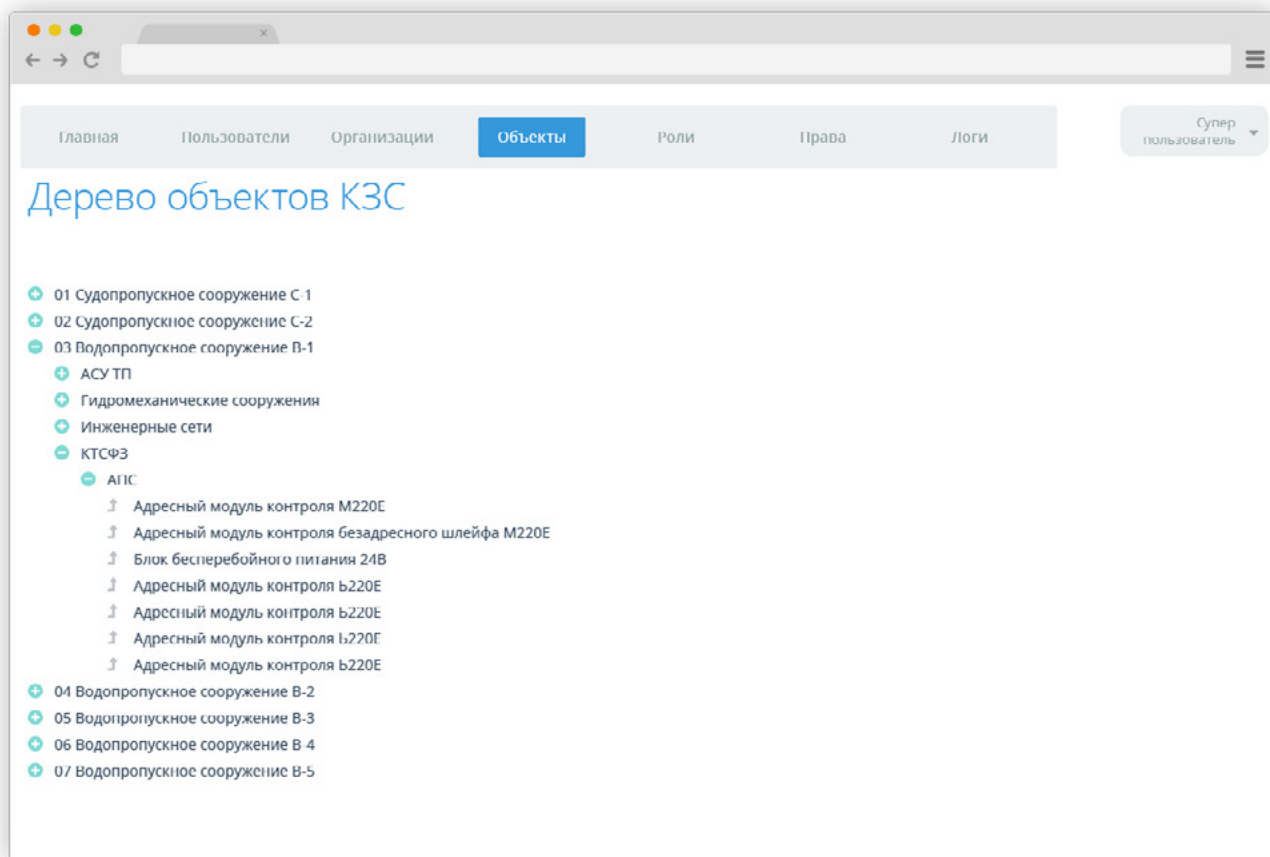 Главная Пользователи Организации Объекты Роли Права Логи Супер пользователь
Дерево объектов КЗС
01 Судопропускное сооружение С-1
02 Судопропускное сооружение С-2
03 Водопропускное сооружение В-1
АСУ ТП
Гидромеханические сооружения
Инженерные сети
КТСФЗ
АПС
Адресный модуль контроля М220Е
Адресный модуль контроля безадресного шлейфа М220Е
Блок бесперебойного питания 24В
Адресный модуль контроля Б220Е
Адресный модуль контроля Б220Е
Адресный модуль контроля Б220Е
Адресный модуль контроля Б220Е
04 Водопропускное сооружение В-2
05 Водопропускное сооружение В-3
06 Водопропускное сооружение В-4
07 Водопропускное сооружение В-5